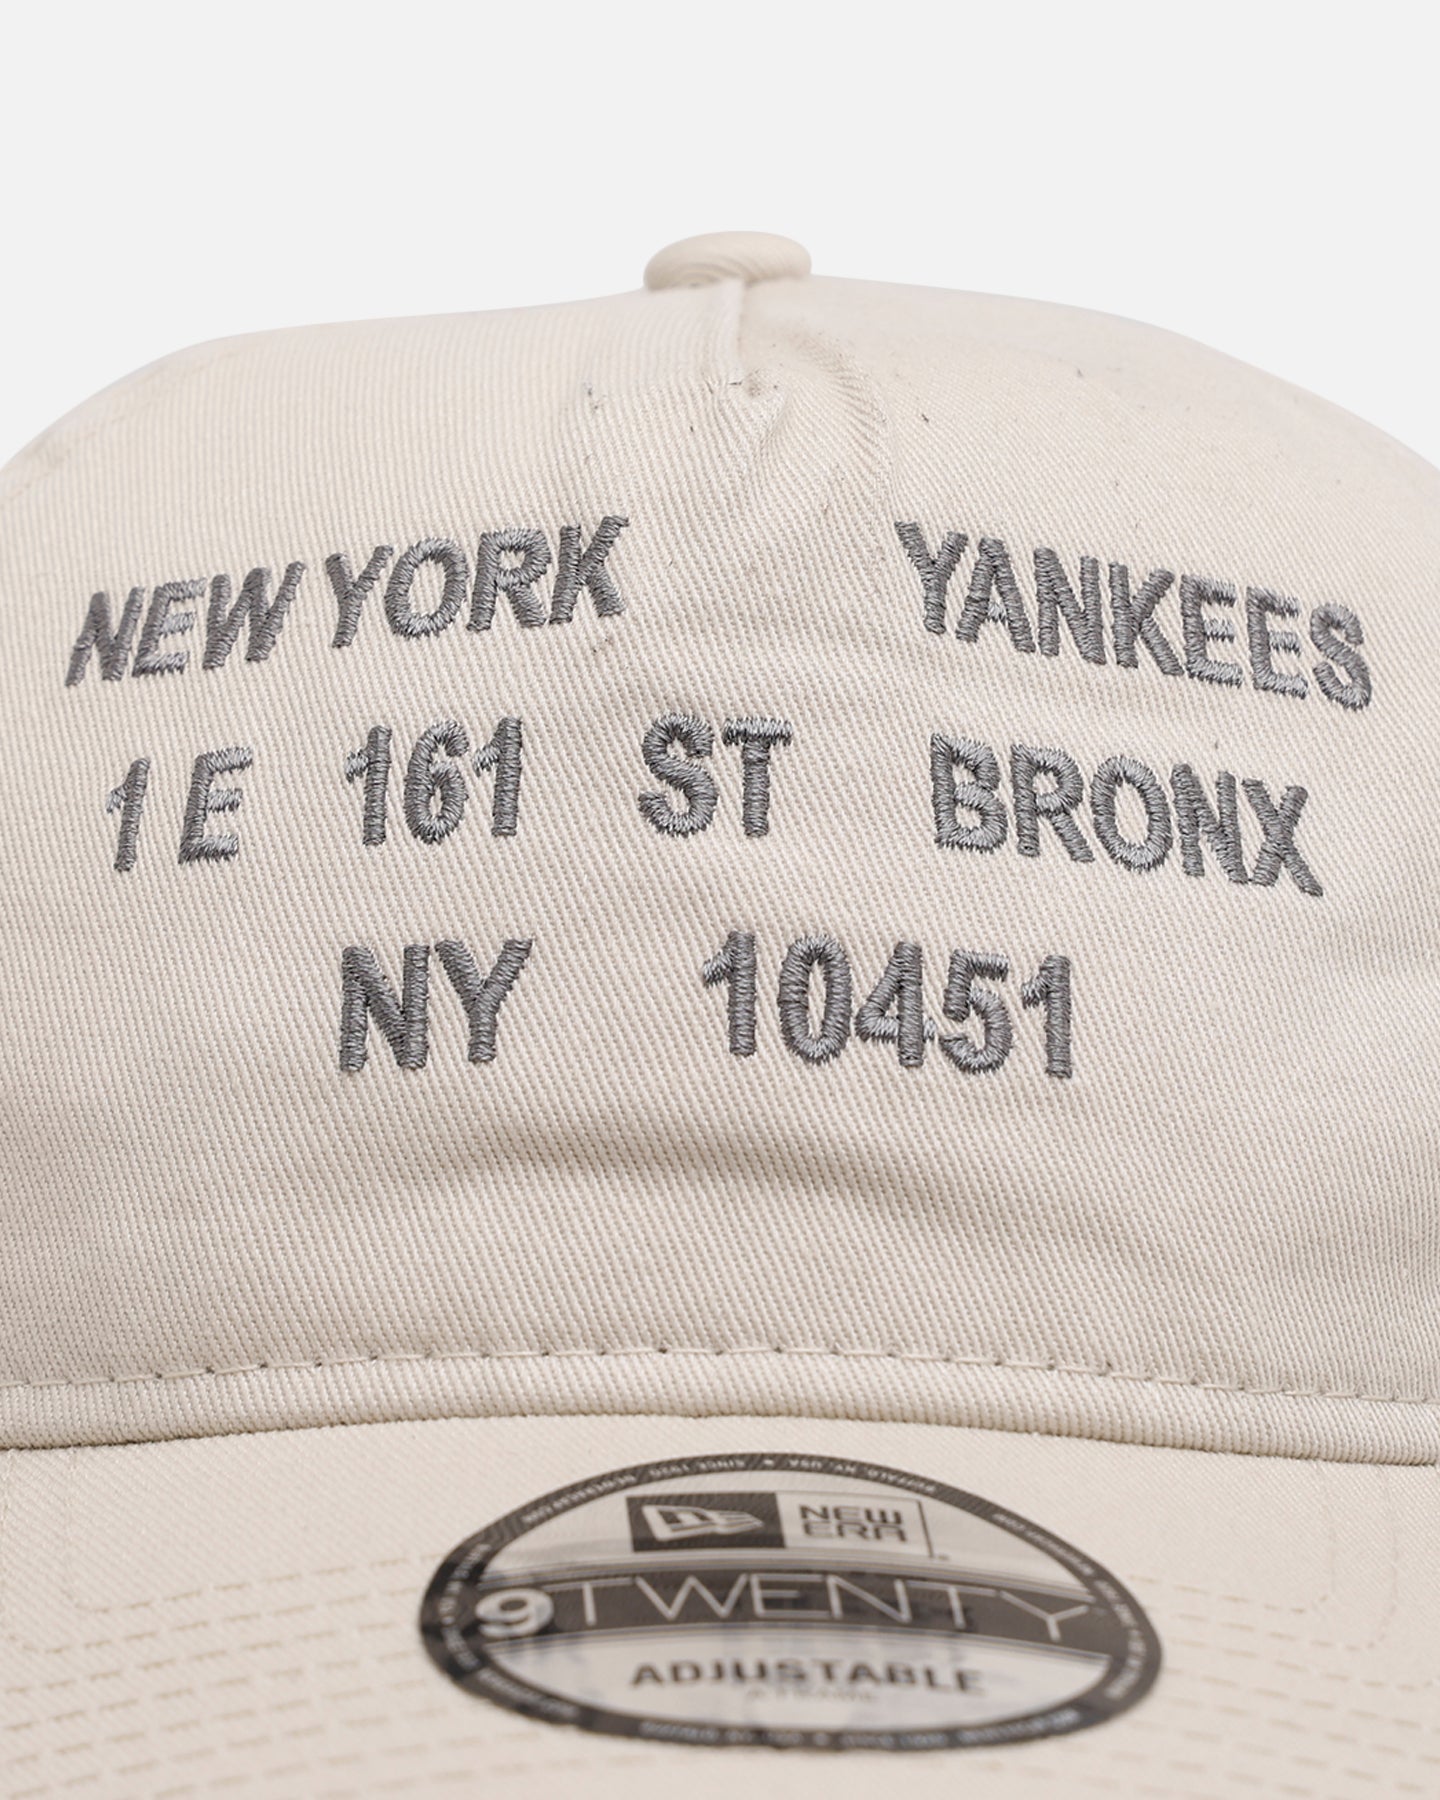 NEW YORK YANKEES
1 E 161 ST BRONX
NY 10451
NEW ERA
9TWENTY
ADJUSTABLE